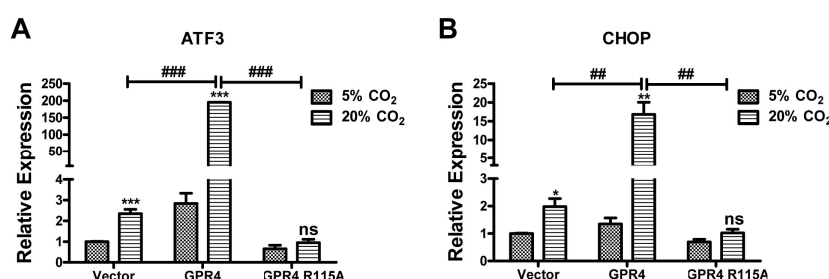 A
ATF3
Relative Expression
250
200
150
100
50
4
3
2
1
0
###
###
***
***
ns
5% CO₂
20% CO₂
Vector
GPR4
GPR4 R115A
B
CHOP
Relative Expression
25
20
15
10
5
3
2
1
0
##
##
*
**
ns
5% CO₂
20% CO₂
Vector
GPR4
GPR4 R115A